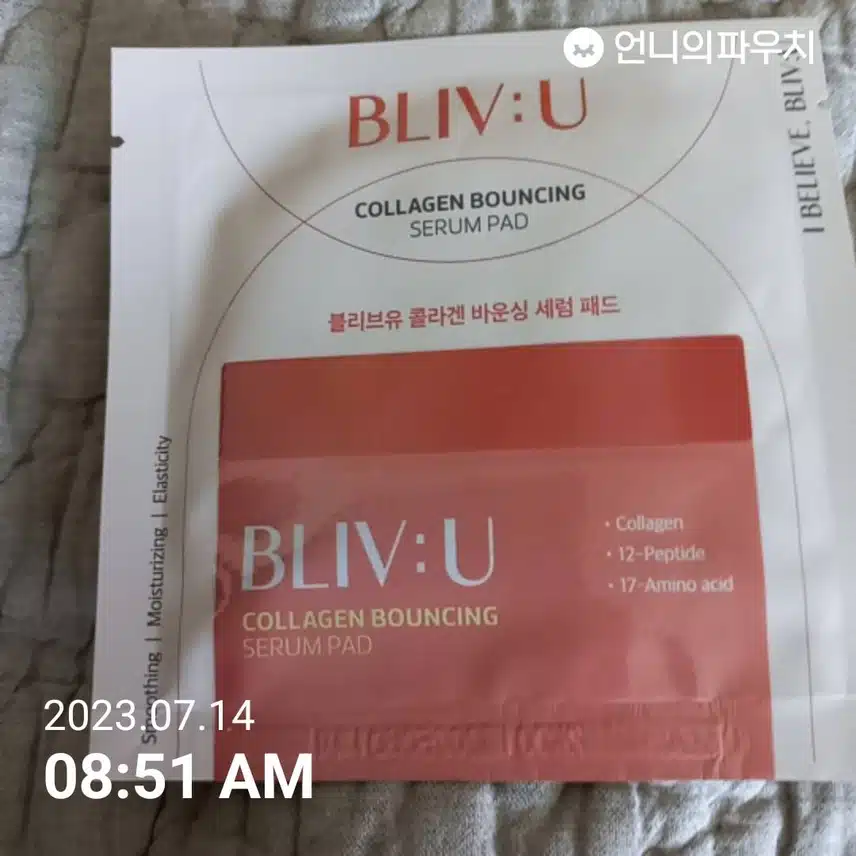 언니의파우치
BLIV:U
I BELIEVE, BLIV:
COLLAGEN BOUNCING
SERUM PAD
블리브유 콜라겐 바운싱 세럼 패드
Smoothing | Moisturizing | Elasticity
BLIV:U
COLLAGEN BOUNCING
SERUM PAD
• Collagen
• 12-Peptide
• 17-Amino acid
2023.07.14
08:51 AM